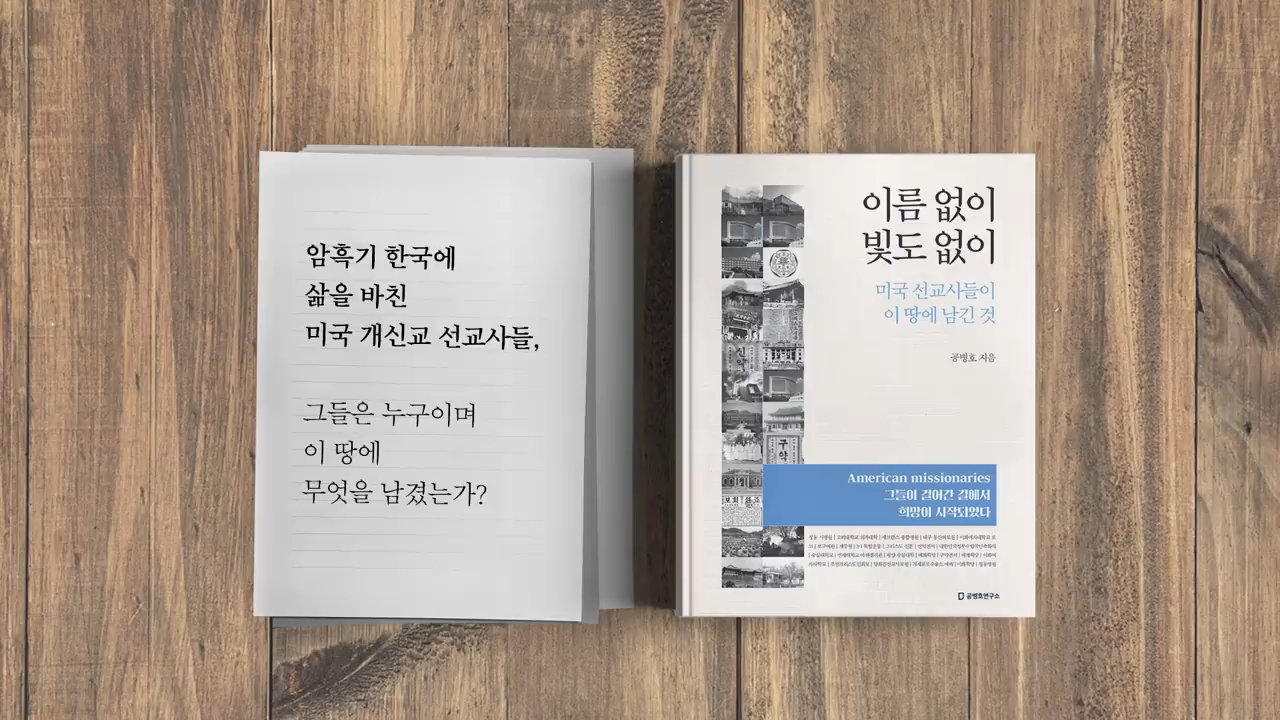 암흑기 한국에
삶을 바친
미국 개신교 선교사들,
그들은 누구이며
이 땅에
무엇을 남겼는가?
이름 없이
빛도 없이
미국 선교사들이
이 땅에 남긴 것
공병호 지음
American missionaries
그들이 걸어간 길에서
희망이 시작되었다
공병호연구소